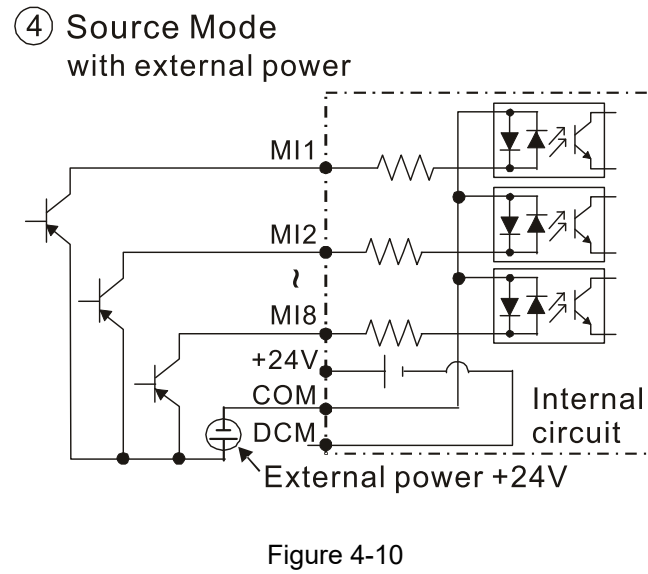 ④ Source Mode
with external power
MI1
MI2
~
MI8
+24V
COM
DCM
Internal
circuit
External power +24V
Figure 4-10